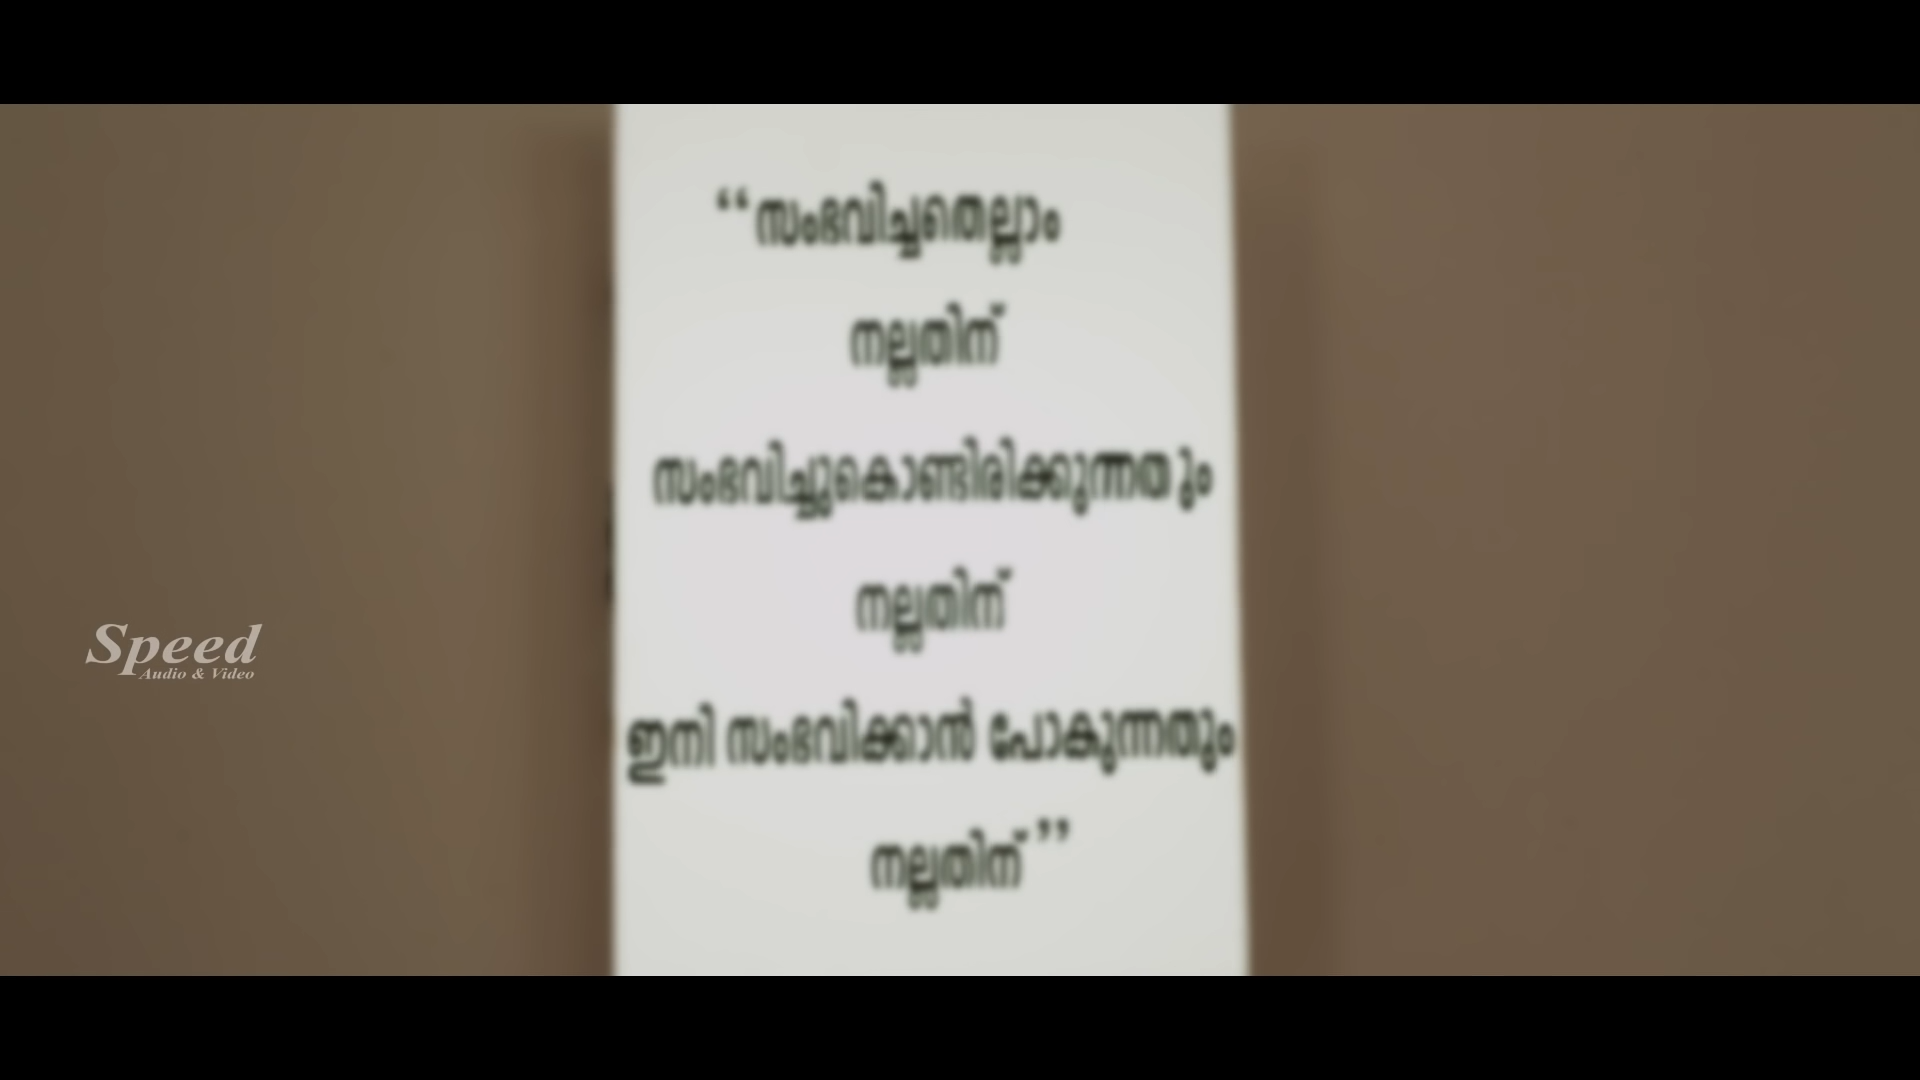 “സംഭവിച്ചതെല്ലാം
നല്ലതിന്
സംഭവിച്ചുകൊണ്ടിരിക്കുന്നതും
നല്ലതിന്
ഇനി സംഭവിക്കാൻ പോകുന്നതും
നല്ലതിന്”
Speed
Audio & Video